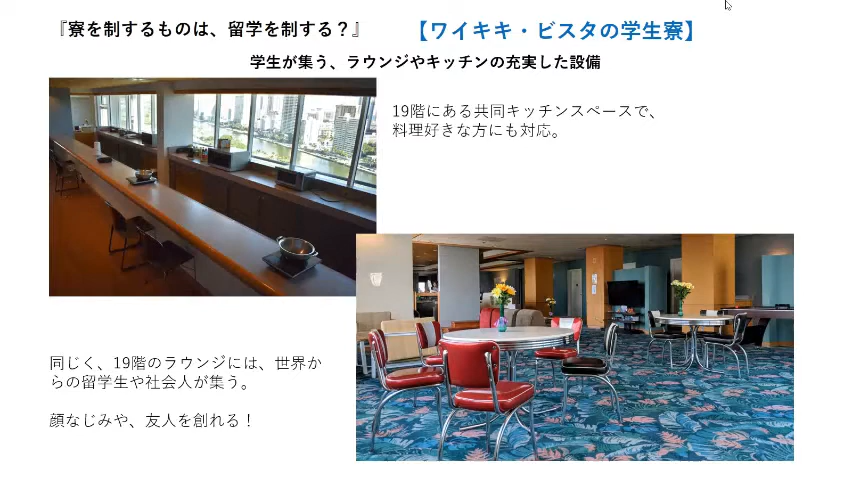 『寮を制するものは、留学を制する？』
【ワイキキ・ビスタの学生寮】
学生が集う、ラウンジやキッチンの充実した設備
19階にある共同キッチンスペースで、
料理好きな方にも対応。
同じく、19階のラウンジには、世界か
らの留学生や社会人が集う。
顔なじみや、友人を創れる！